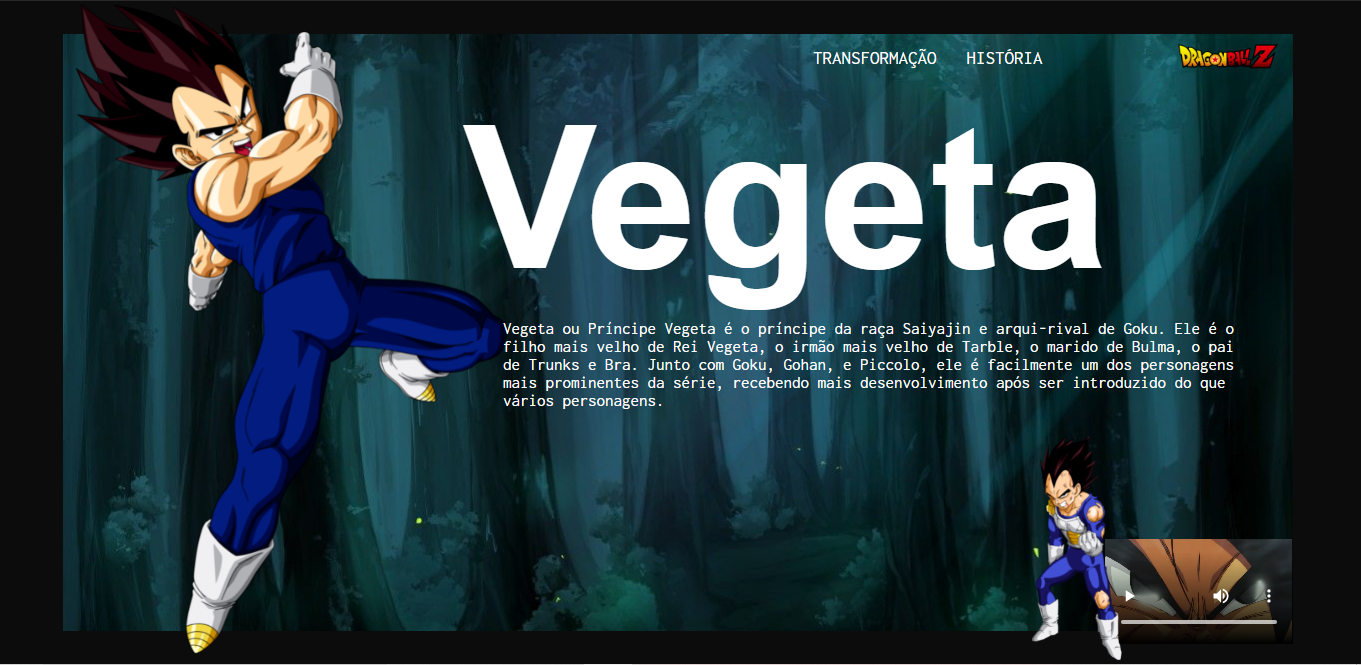 TRANSFORMAÇÃO HISTÓRIA DRAGONBALL Z
Vegeta
Vegeta ou Príncipe Vegeta é o príncipe da raça Saiyajin e arqui-rival de Goku. Ele é o
filho mais velho de Rei Vegeta, o irmão mais velho de Tarble, o marido de Bulma, o pai
de Trunks e Bra. Junto com Goku, Gohan, e Piccolo, ele é facilmente um dos personagens
mais prominentes da série, recebendo mais desenvolvimento após ser introduzido do que
vários personagens.